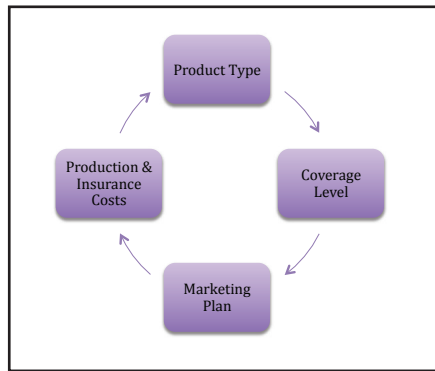 Product Type
Coverage
Level
Marketing
Plan
Production &
Insurance
Costs